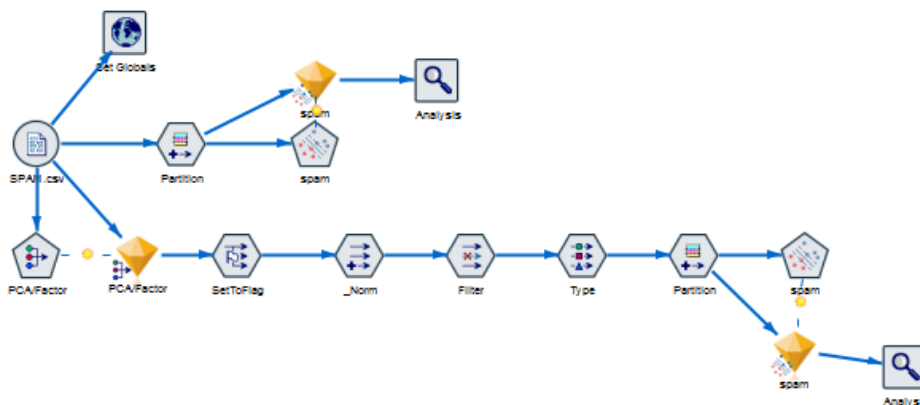 Set Globals
spam
Analysis
SPAM.csv
Partition
spam
PCA/Factor
PCA/Factor
SetToFlag
_Norm
Filter
Type
Partition
spam
spam
Analysis